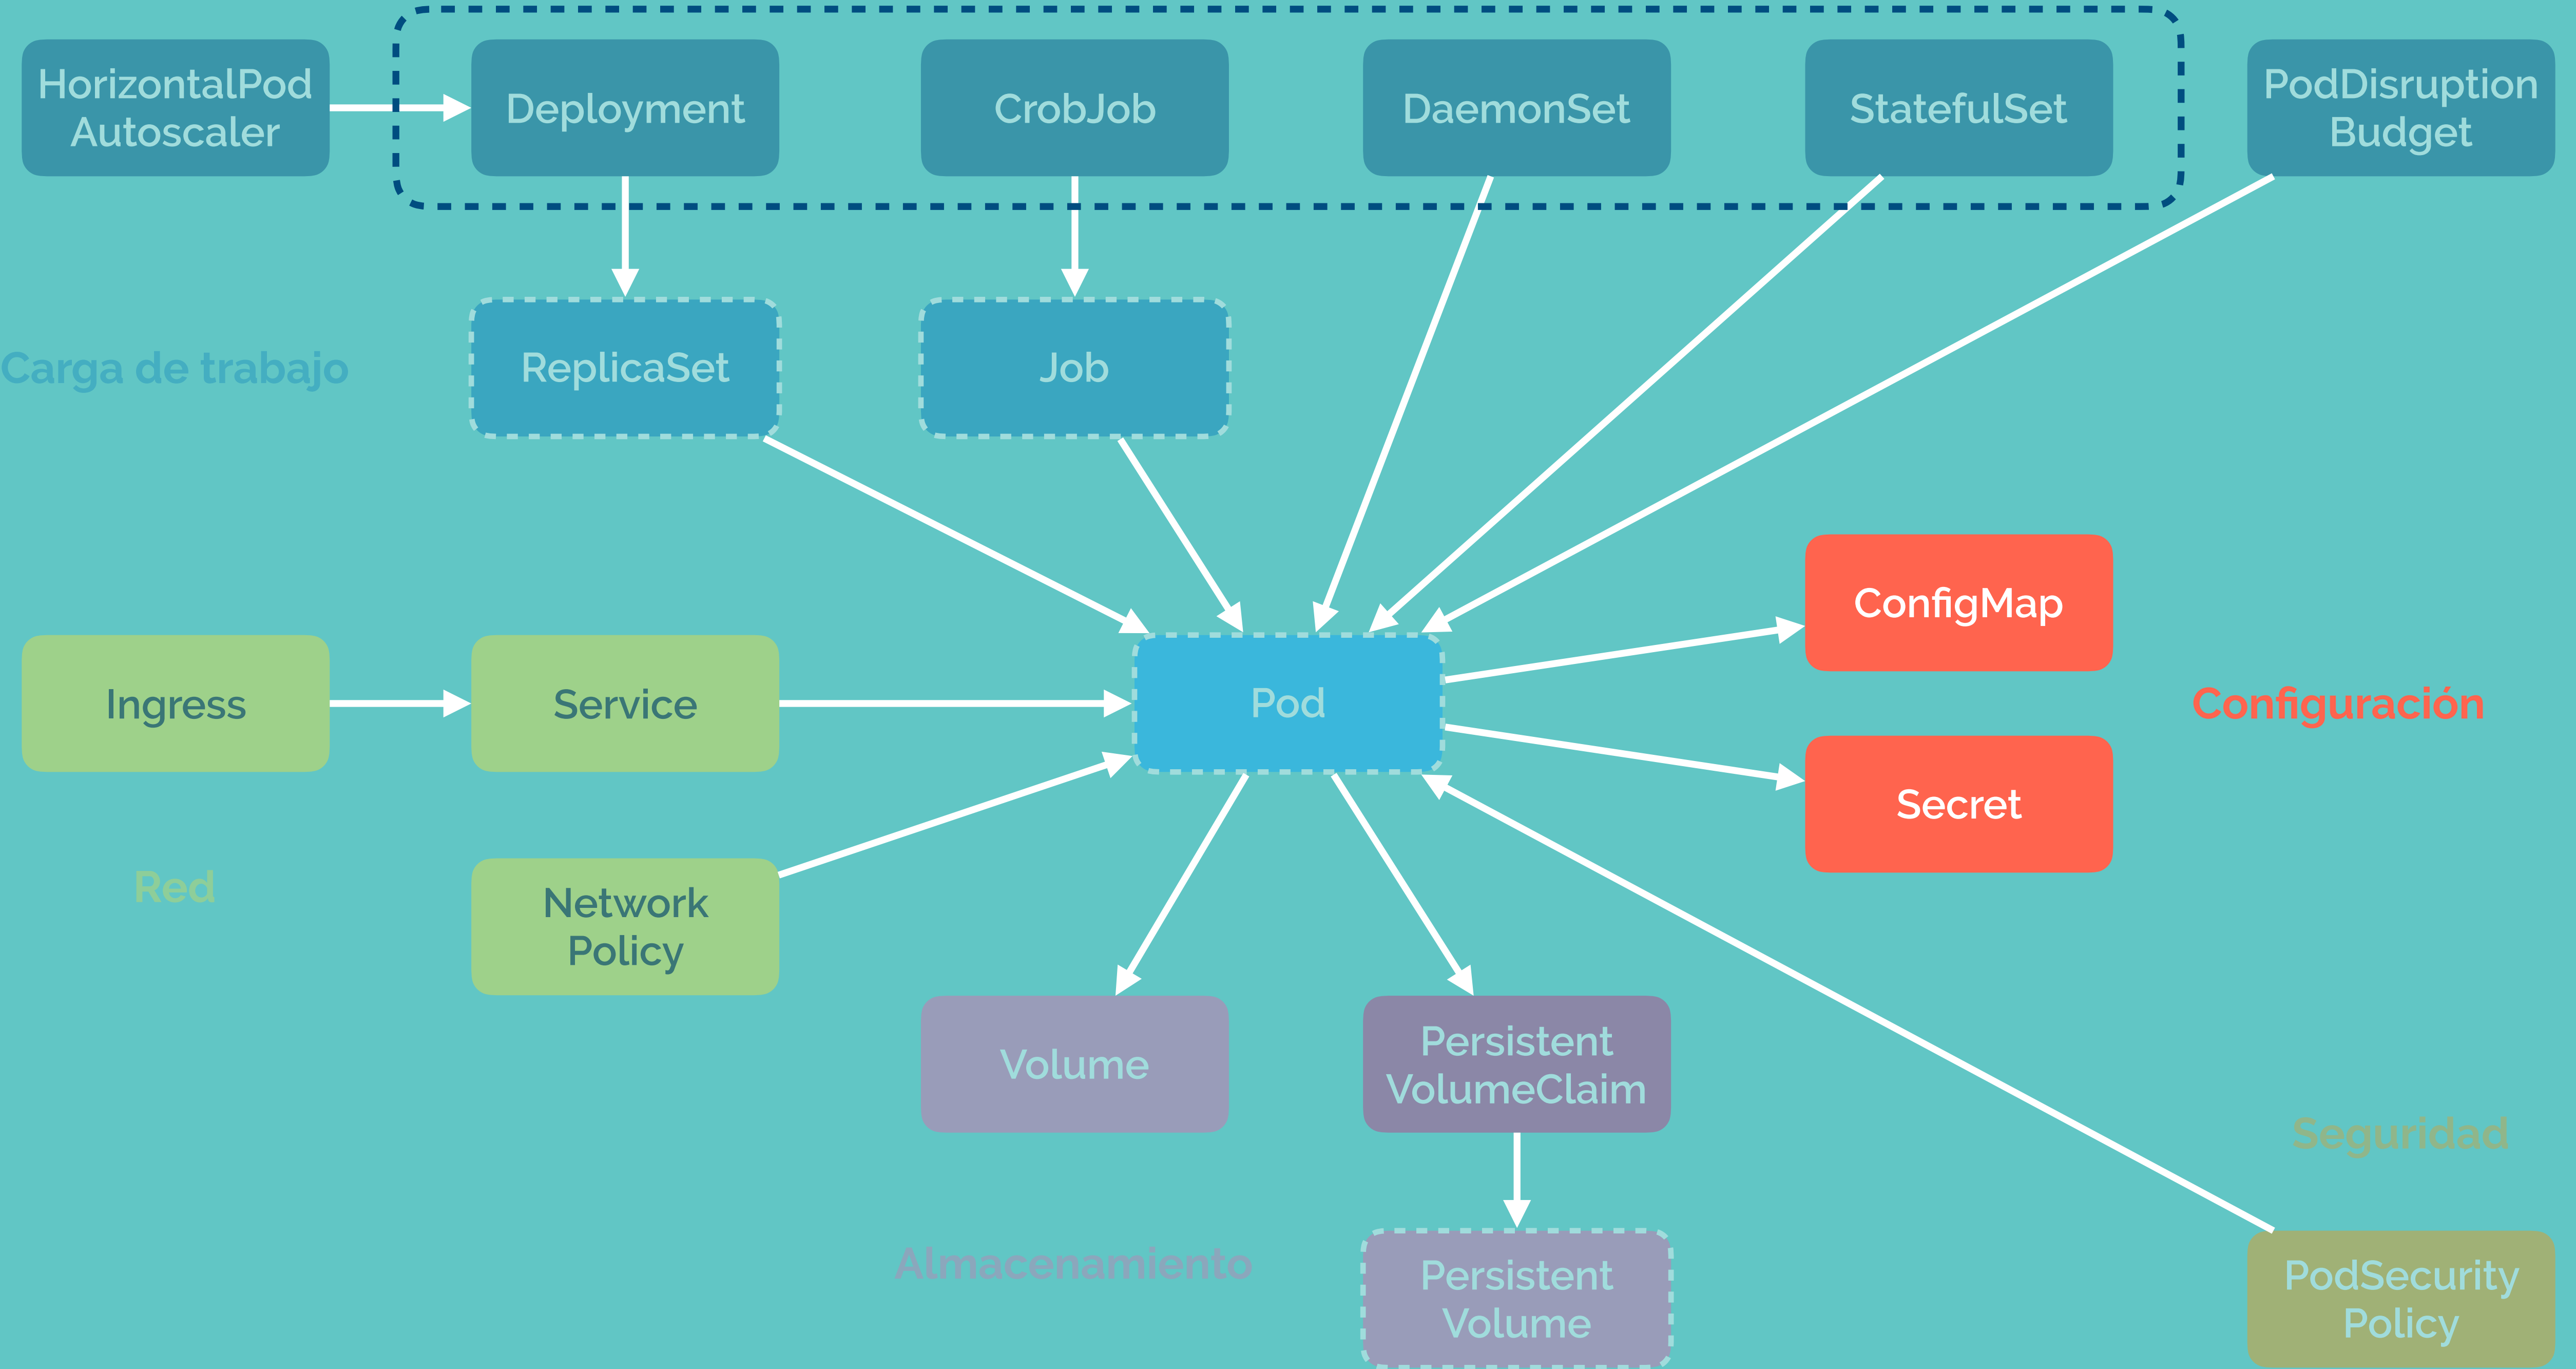 HorizontalPod
Autoscaler
Deployment
CrobJob
DaemonSet
StatefulSet
PodDisruption
Budget
Carga de trabajo
ReplicaSet
Job
ConfigMap
Ingress
Service
Pod
Configuración
Secret
Red
Network
Policy
Volume
Persistent
VolumeClaim
Seguridad
Almacenamiento
Persistent
Volume
PodSecurity
Policy